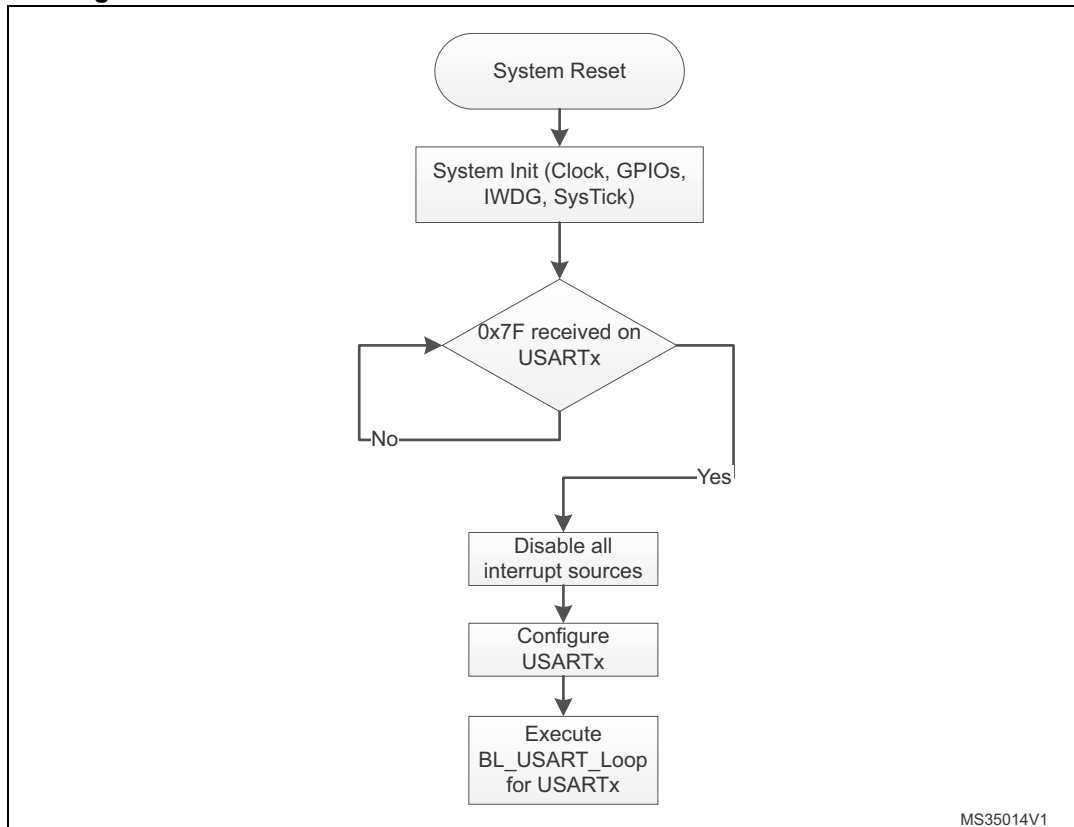 System Reset
System Init (Clock, GPIOs,
IWDG, SysTick)
0x7F received on
USARTx
No
Yes
Disable all
interrupt sources
Configure
USARTx
Execute
BL_USART_Loop
for USARTx
MS35014V1